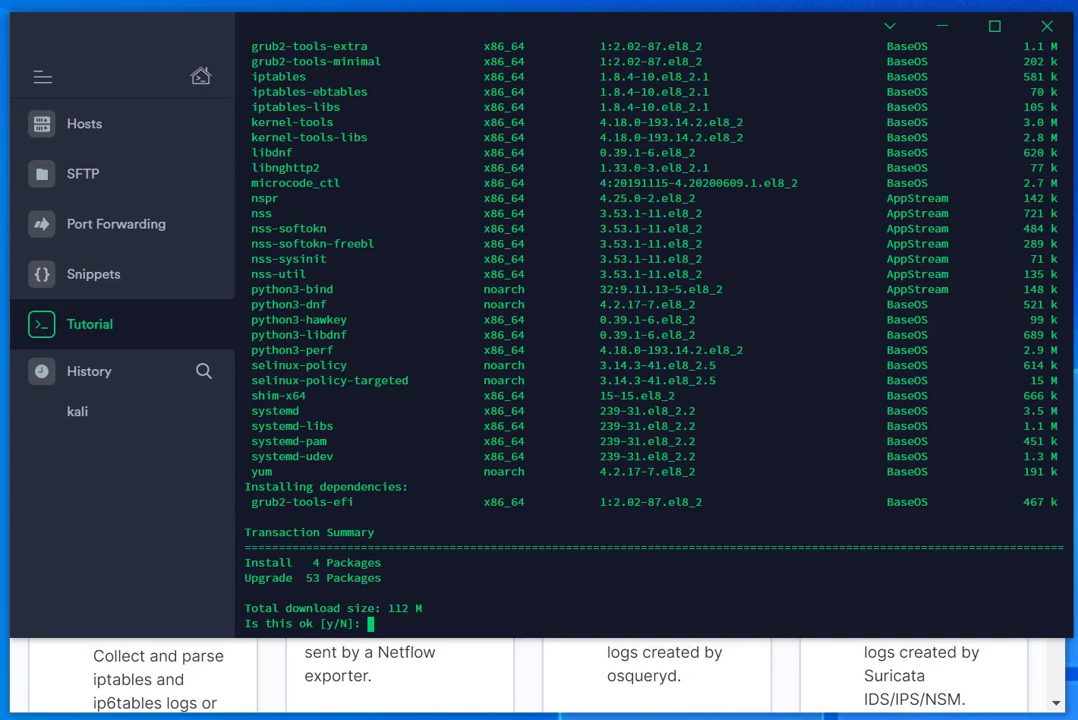 Hosts
SFTP
Port Forwarding
Snippets
Tutorial
History
kali
grub2-tools-extra x86_64 1:2.02-87.el8_2 BaseOS 1.1 M
grub2-tools-minimal x86_64 1:2.02-87.el8_2 BaseOS 202 k
iptables x86_64 1.8.4-10.el8_2.1 BaseOS 581 k
iptables-ebtables x86_64 1.8.4-10.el8_2.1 BaseOS 70 k
iptables-libs x86_64 1.8.4-10.el8_2.1 BaseOS 105 k
kernel-tools x86_64 4.18.0-193.14.2.el8_2 BaseOS 3.0 M
kernel-tools-libs x86_64 4.18.0-193.14.2.el8_2 BaseOS 2.8 M
libdnf x86_64 0.39.1-6.el8_2 BaseOS 620 k
libnghttp2 x86_64 1.33.0-3.el8_2.1 BaseOS 77 k
microcode_ctl x86_64 4:20191115-4.20200609.1.el8_2 BaseOS 2.7 M
nspr x86_64 4.25.0-2.el8_2 AppStream 142 k
nss x86_64 3.53.1-11.el8_2 AppStream 721 k
nss-softokn x86_64 3.53.1-11.el8_2 AppStream 484 k
nss-softokn-freebl x86_64 3.53.1-11.el8_2 AppStream 289 k
nss-sysinit x86_64 3.53.1-11.el8_2 AppStream 71 k
nss-util x86_64 3.53.1-11.el8_2 AppStream 135 k
python3-bind noarch 32:9.11.13-5.el8_2 AppStream 148 k
python3-dnf noarch 4.2.17-7.el8_2 BaseOS 521 k
python3-hawkey x86_64 0.39.1-6.el8_2 BaseOS 99 k
python3-libdnf x86_64 0.39.1-6.el8_2 BaseOS 689 k
python3-perf x86_64 4.18.0-193.14.2.el8_2 BaseOS 2.9 M
selinux-policy noarch 3.14.3-41.el8_2.5 BaseOS 614 k
selinux-policy-targeted noarch 3.14.3-41.el8_2.5 BaseOS 15 M
shim-x64 x86_64 15-15.el8_2 BaseOS 666 k
systemd x86_64 239-31.el8_2.2 BaseOS 3.5 M
systemd-libs x86_64 239-31.el8_2.2 BaseOS 1.1 M
systemd-pam x86_64 239-31.el8_2.2 BaseOS 451 k
systemd-udev x86_64 239-31.el8_2.2 BaseOS 1.3 M
yum noarch 4.2.17-7.el8_2 BaseOS 191 k
Installing dependencies:
grub2-tools-efi x86_64 1:2.02-87.el8_2 BaseOS 467 k
Transaction Summary
================================================================================
Install 4 Packages
Upgrade 53 Packages
Total download size: 112 M
Is this ok [y/N]:
Collect and parse
iptables and
ip6tables logs or
sent by a Netflow
exporter.
logs created by
osqueryd.
logs created by
Suricata
IDS/IPS/NSM.